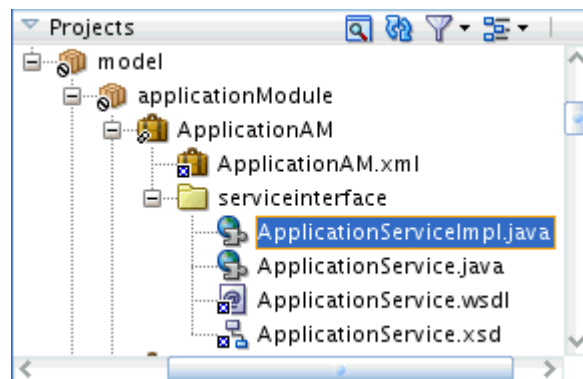 Projects
model
applicationModule
ApplicationAM
ApplicationAM.xml
serviceinterface
ApplicationServiceImpl.java
ApplicationService.java
ApplicationService.wsdl
ApplicationService.xsd